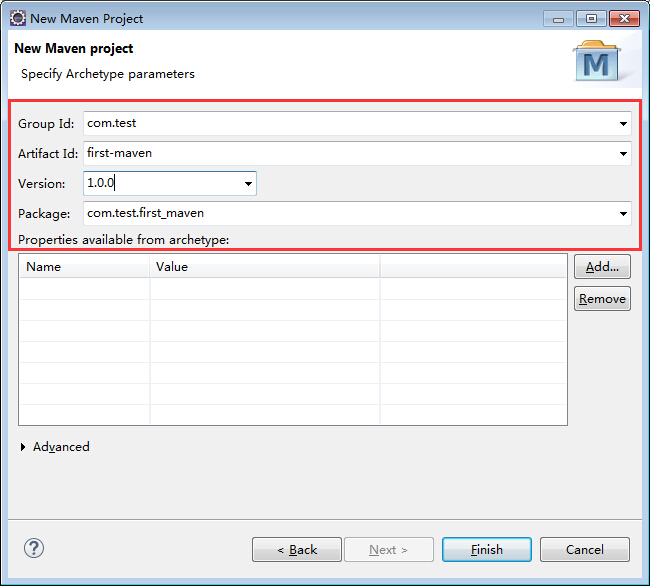 New Maven Project
New Maven project
Specify Archetype parameters
M
Group Id: com.test
Artifact Id: first-maven
Version: 1.0.0
Package: com.test.first_maven
Properties available from archetype:
Name Value
Add...
Remove
Advanced
?
< Back Next > Finish Cancel